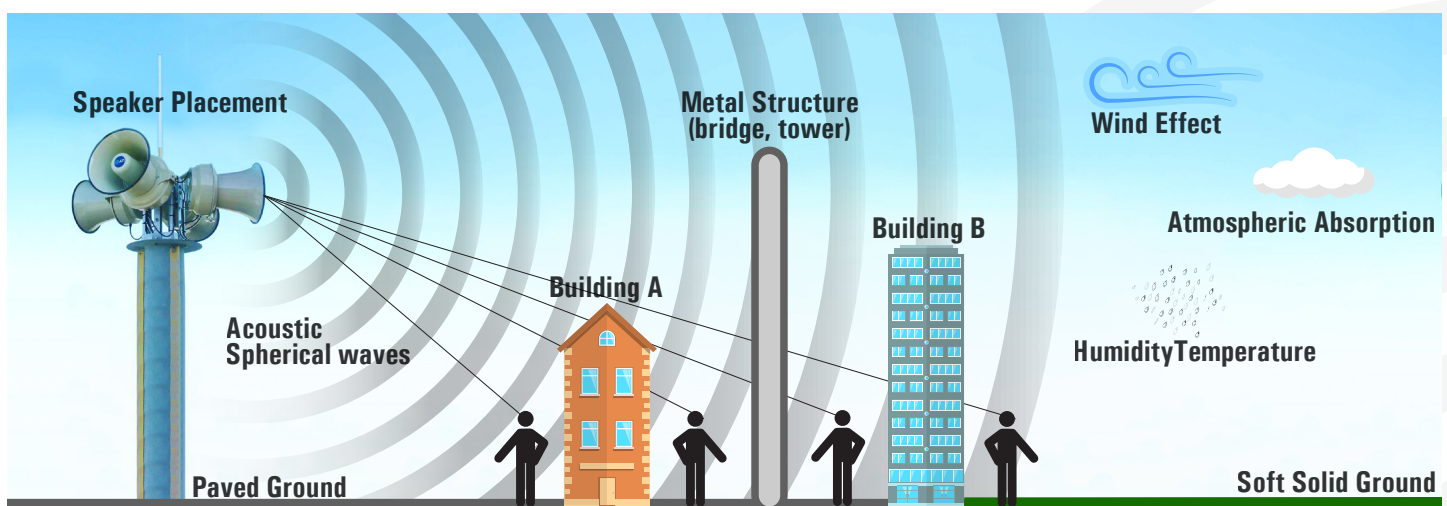 Speaker Placement
Metal Structure
(bridge, tower)
Wind Effect
Atmospheric Absorption
Building B
Building A
Acoustic
Spherical waves
HumidityTemperature
Paved Ground
Soft Solid Ground